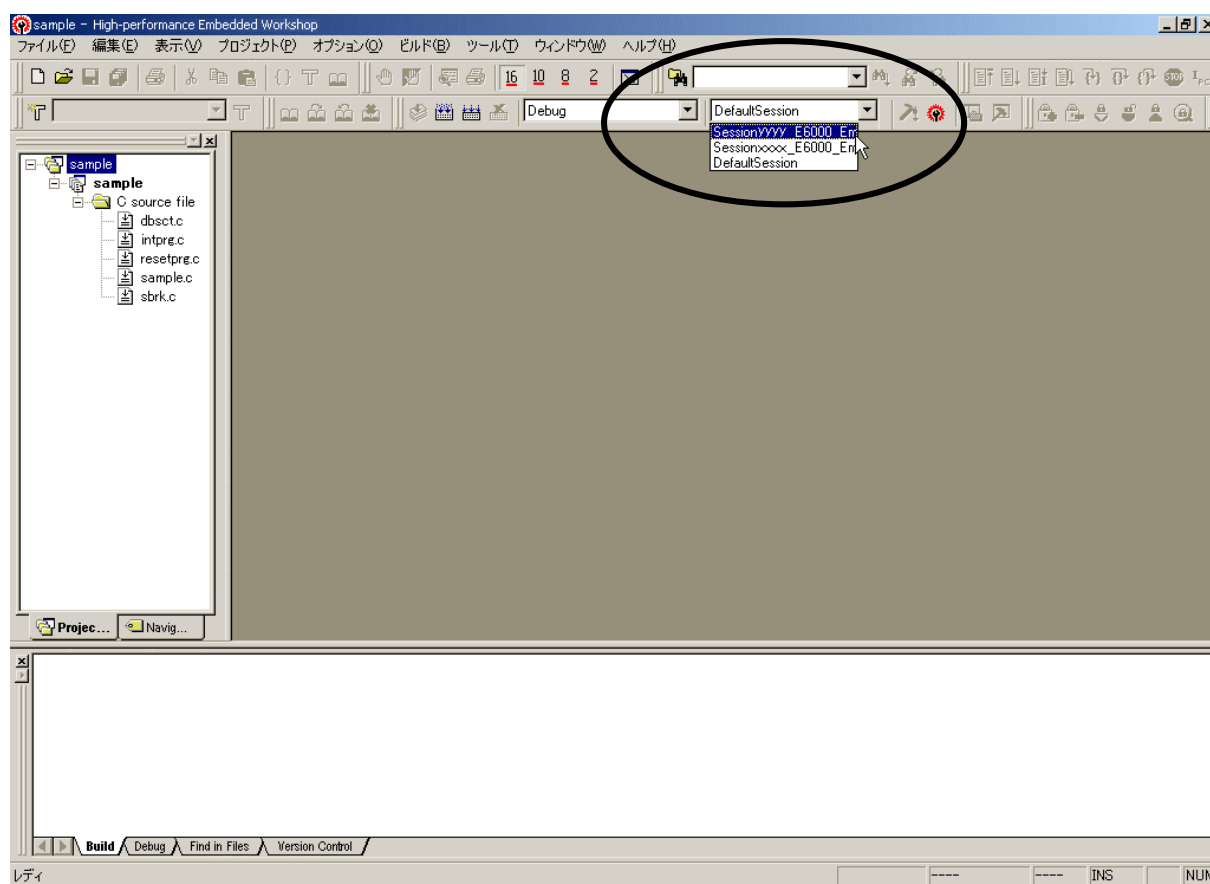 sample - High-performance Embedded Workshop
ファイル(F) 編集(E) 表示(V) プロジェクト(P) オプション(O) ビルド(B) ツール(T) ウィンドウ(W) ヘルプ(H)
16 10 8 2
STOP
Debug DefaultSession
SessionYYYY_E6000_Em
Sessionxxxx_E6000_Em
DefaultSession
sample
sample
C source file
dbsct.c
intprg.c
resetprg.c
sample.c
sbrk.c
Projec... Navig...
Build Debug Find in Files Version Control
レディ ---- ---- INS NUM